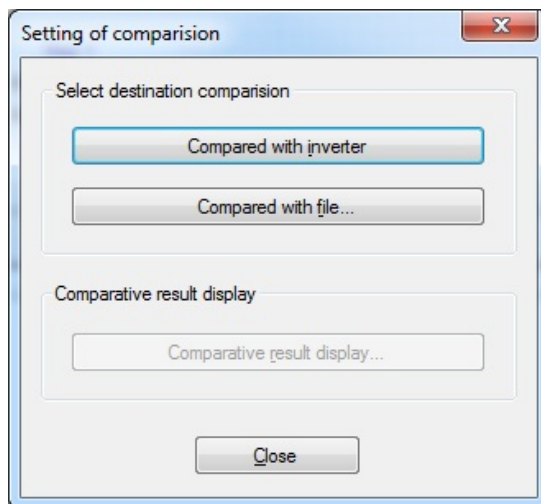 Setting of comparision
Select destination comparision
Compared with inverter
Compared with file...
Comparative result display
Comparative result display...
Close